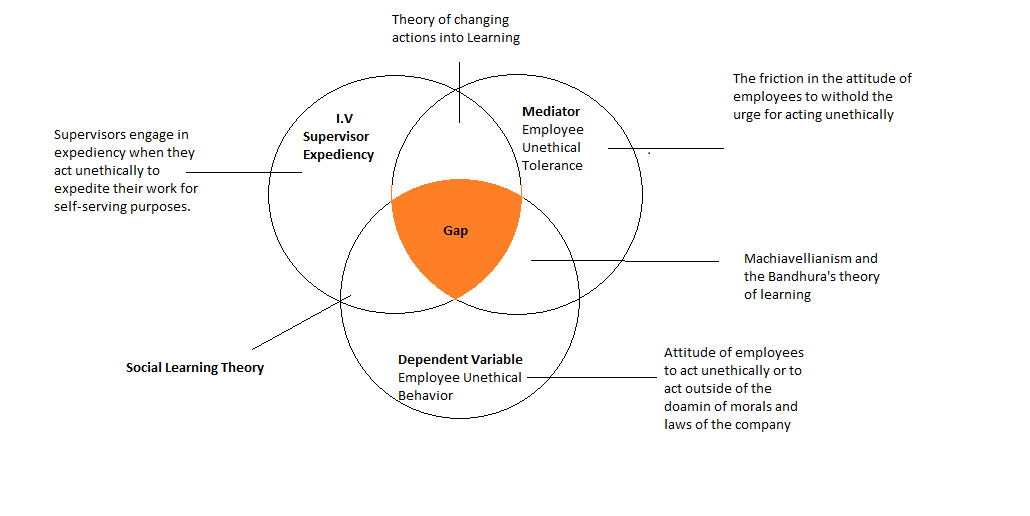 Theory of changing
actions into Learning
The friction in the attitude of
employees to withold the
urge for acting unethically
I.V
Supervisor
Expediency
Mediator
Employee
Unethical
Tolerance
Supervisors engage in
expediency when they
act unethically to
expedite their work for
self-serving purposes.
Gap
Machiavellianism and
the Bandhura's theory
of learning
Social Learning Theory
Dependent Variable
Employee Unethical
Behavior
Attitude of employees
to act unethically or to
act outside of the
doamin of morals and
laws of the company